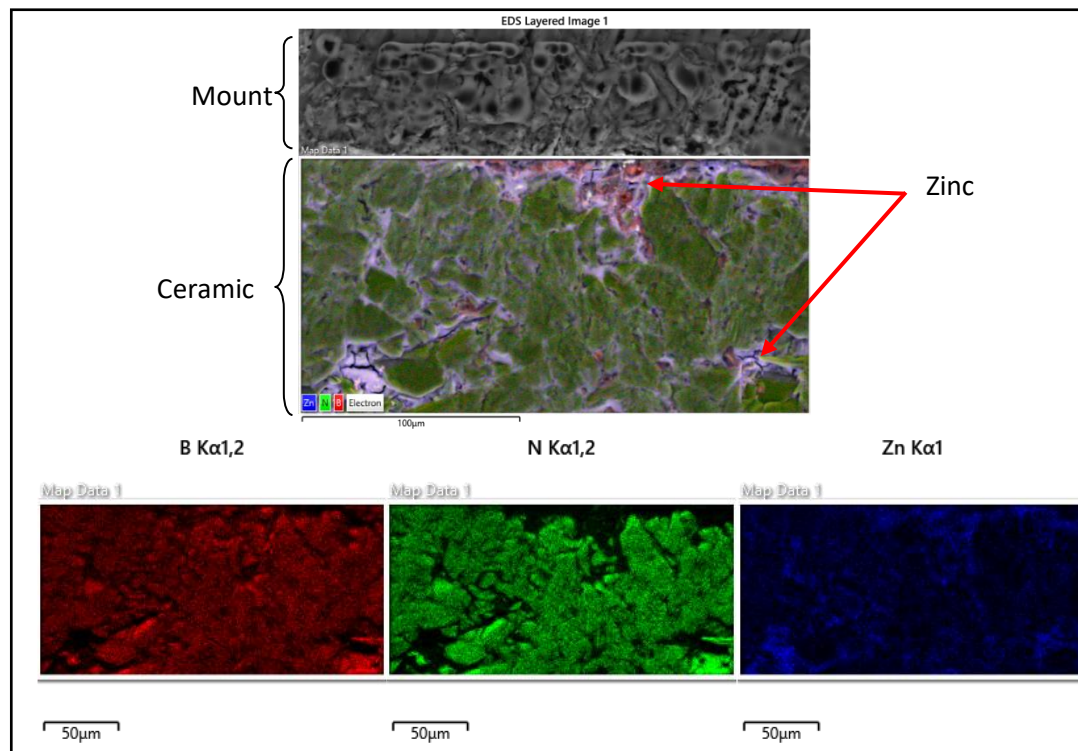 EDS Layered Image 1
Mount
Map Data 1
Zinc
Ceramic
Zn N B Electron
100µm
B Kα1,2
N Kα1,2
Zn Kα1
Map Data 1
Map Data 1
Map Data 1
50µm
50µm
50µm